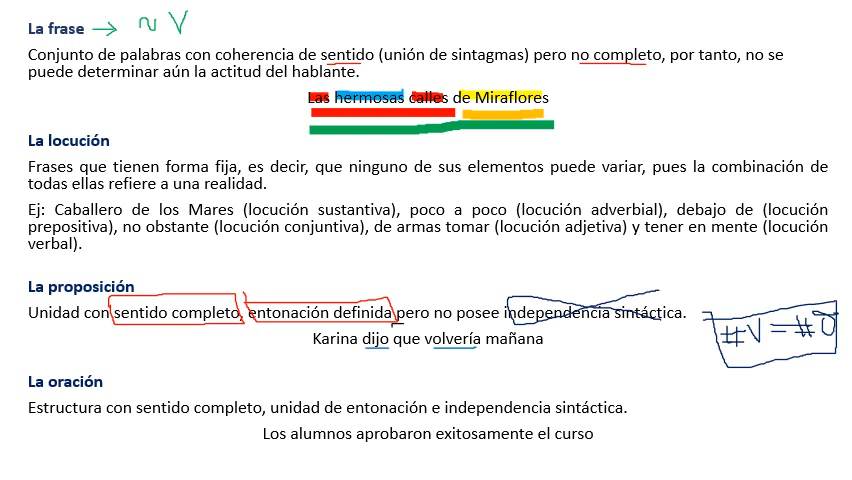 La frase → ~ V
Conjunto de palabras con coherencia de sentido (unión de sintagmas) pero no completo, por tanto, no se
puede determinar aún la actitud del hablante.
Las hermosas calles de Miraflores
La locución
Frases que tienen forma fija, es decir, que ninguno de sus elementos puede variar, pues la combinación de
todas ellas refiere a una realidad.
Ej: Caballero de los Mares (locución sustantiva), poco a poco (locución adverbial), debajo de (locución
prepositiva), no obstante (locución conjuntiva), de armas tomar (locución adjetiva) y tener en mente (locución
verbal).
La proposición
Unidad con sentido completo, entonación definida pero no posee independencia sintáctica.
#V = #O
Karina dijo que volvería mañana
La oración
Estructura con sentido completo, unidad de entonación e independencia sintáctica.
Los alumnos aprobaron exitosamente el curso